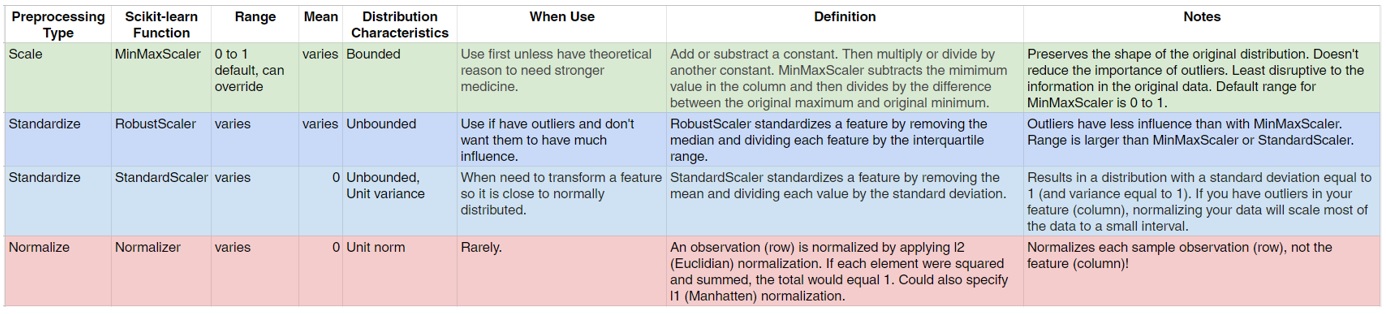 Preprocessing Type
Scikit-learn Function
Range
Mean
Distribution Characteristics
When Use
Definition
Notes
Scale
MinMaxScaler
0 to 1
default, can
override
varies
Bounded
Use first unless have theoretical
reason to need stronger
medicine.
Add or substract a constant. Then multiply or divide by
another constant. MinMaxScaler subtracts the mimimum
value in the column and then divides by the difference
between the original maximum and original minimum.
Preserves the shape of the original distribution. Doesn't
reduce the importance of outliers. Least disruptive to the
information in the original data. Default range for
MinMaxScaler is 0 to 1.
Standardize
RobustScaler
varies
varies
Unbounded
Use if have outliers and don't
want them to have much
influence.
RobustScaler standardizes a feature by removing the
median and dividing each feature by the interquartile
range.
Outliers have less influence than with MinMaxScaler.
Range is larger than MinMaxScaler or StandardScaler.
Standardize
StandardScaler
varies
0
Unbounded,
Unit variance
When need to transform a feature
so it is close to normally
distributed.
StandardScaler standardizes a feature by removing the
mean and dividing each value by the standard deviation.
Results in a distribution with a standard deviation equal to
1 (and variance equal to 1). If you have outliers in your
feature (column), normalizing your data will scale most of
the data to a small interval.
Normalize
Normalizer
varies
0
Unit norm
Rarely.
An observation (row) is normalized by applying l2
(Euclidian) normalization. If each element were squared
and summed, the total would equal 1. Could also specify
l1 (Manhatten) normalization.
Normalizes each sample observation (row), not the
feature (column)!